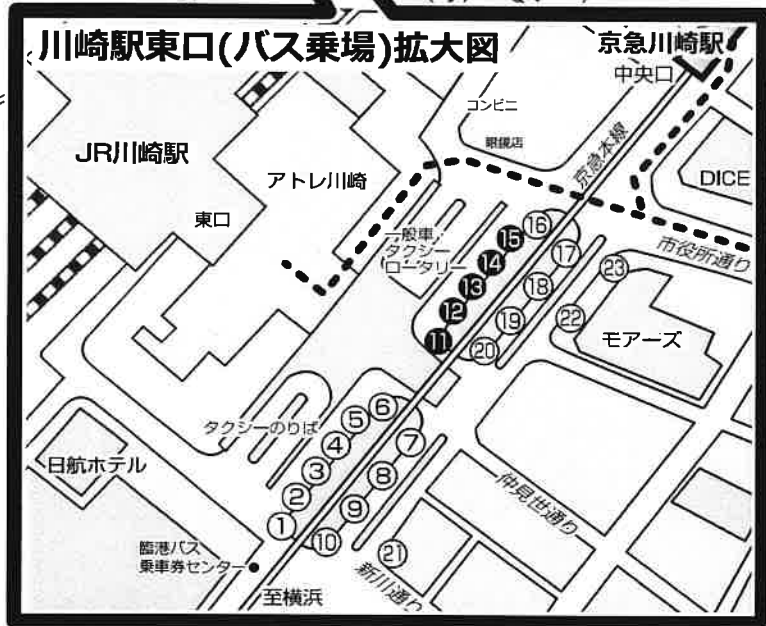 川崎駅東口(バス乗場)拡大図
京急川崎駅
中央口
コンビニ
眼鏡店
京急本線
JR川崎駅
アトレ川崎
DICE
東口
一般車・
タクシー
ロータリー
市役所通り
⑯
⑮
⑰
⑭
㉓
⑬
⑱
⑫
⑲
㉒
モアーズ
⑪
⑳
タクシーのりば
⑥
⑤
⑦
④
日航ホテル
③
⑧
仲見世通り
②
⑨
①
⑩
㉑
臨港バス
乗車券センター
新川通り
至横浜